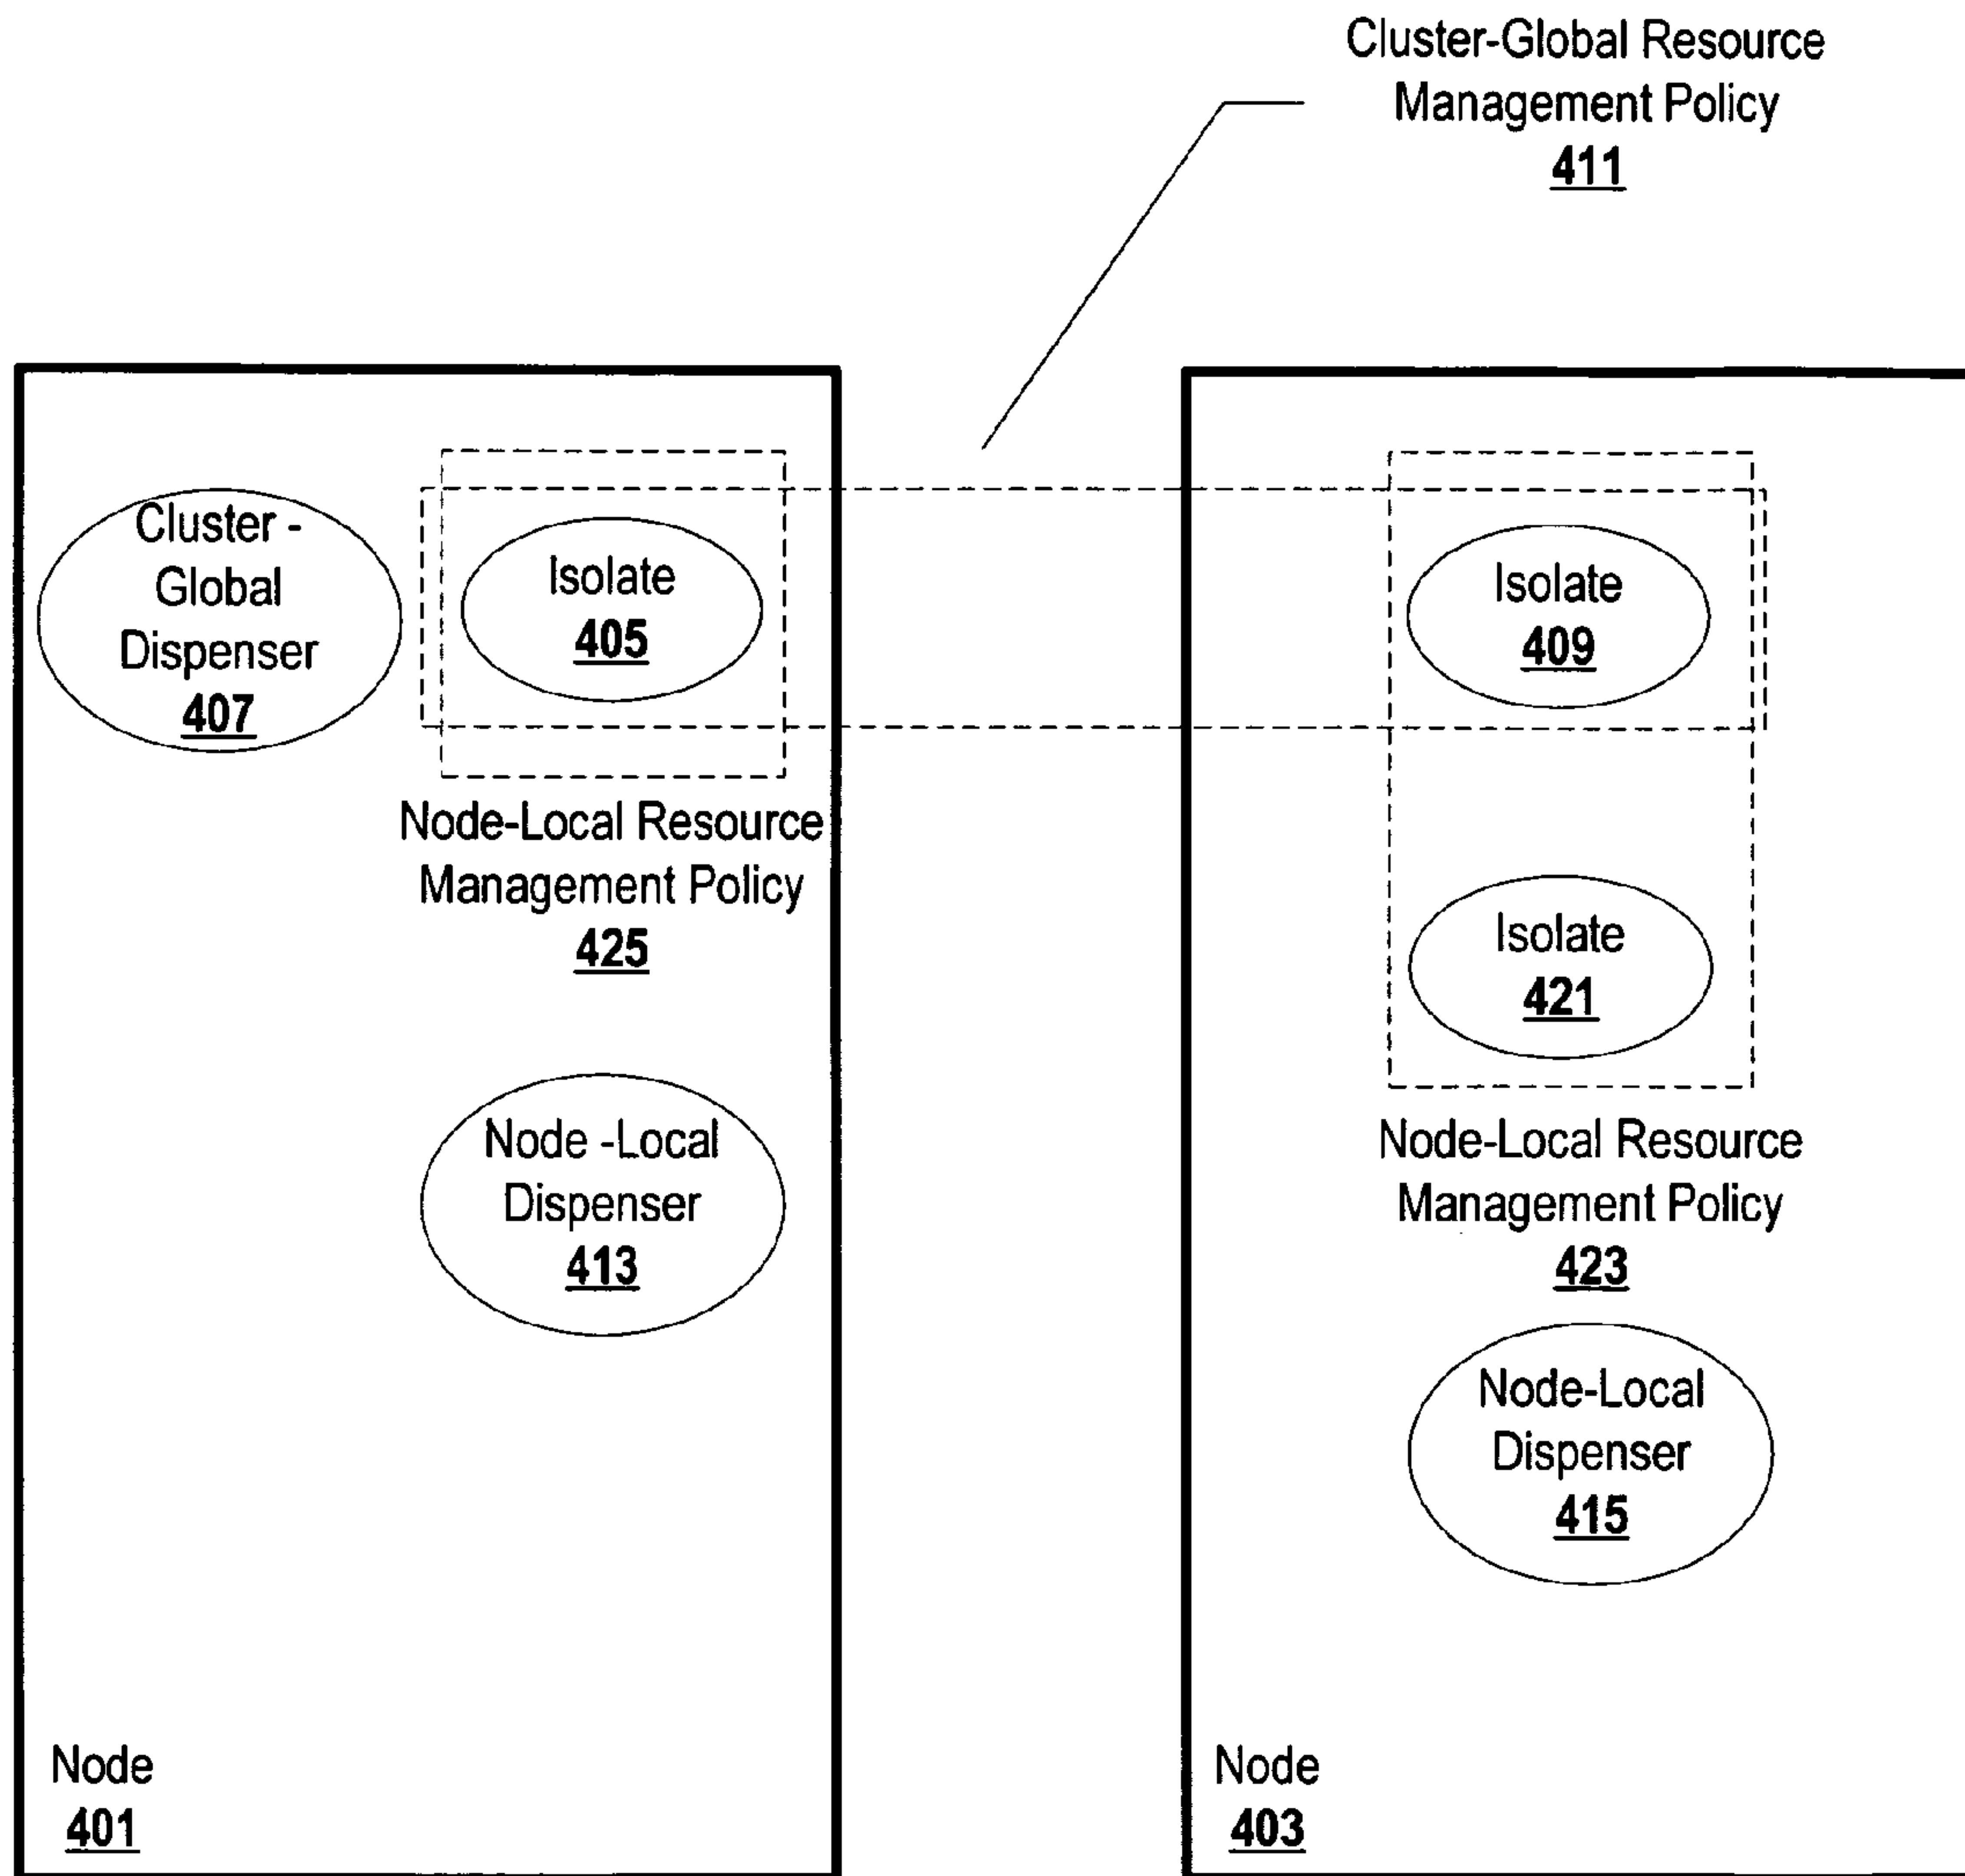 Cluster-Global Resource
Management Policy
411
Cluster -
Global
Dispenser
407
Isolate
405
Node-Local Resource
Management Policy
425
Node -Local
Dispenser
413
Node
401
Isolate
409
Isolate
421
Node-Local Resource
Management Policy
423
Node-Local
Dispenser
415
Node
403